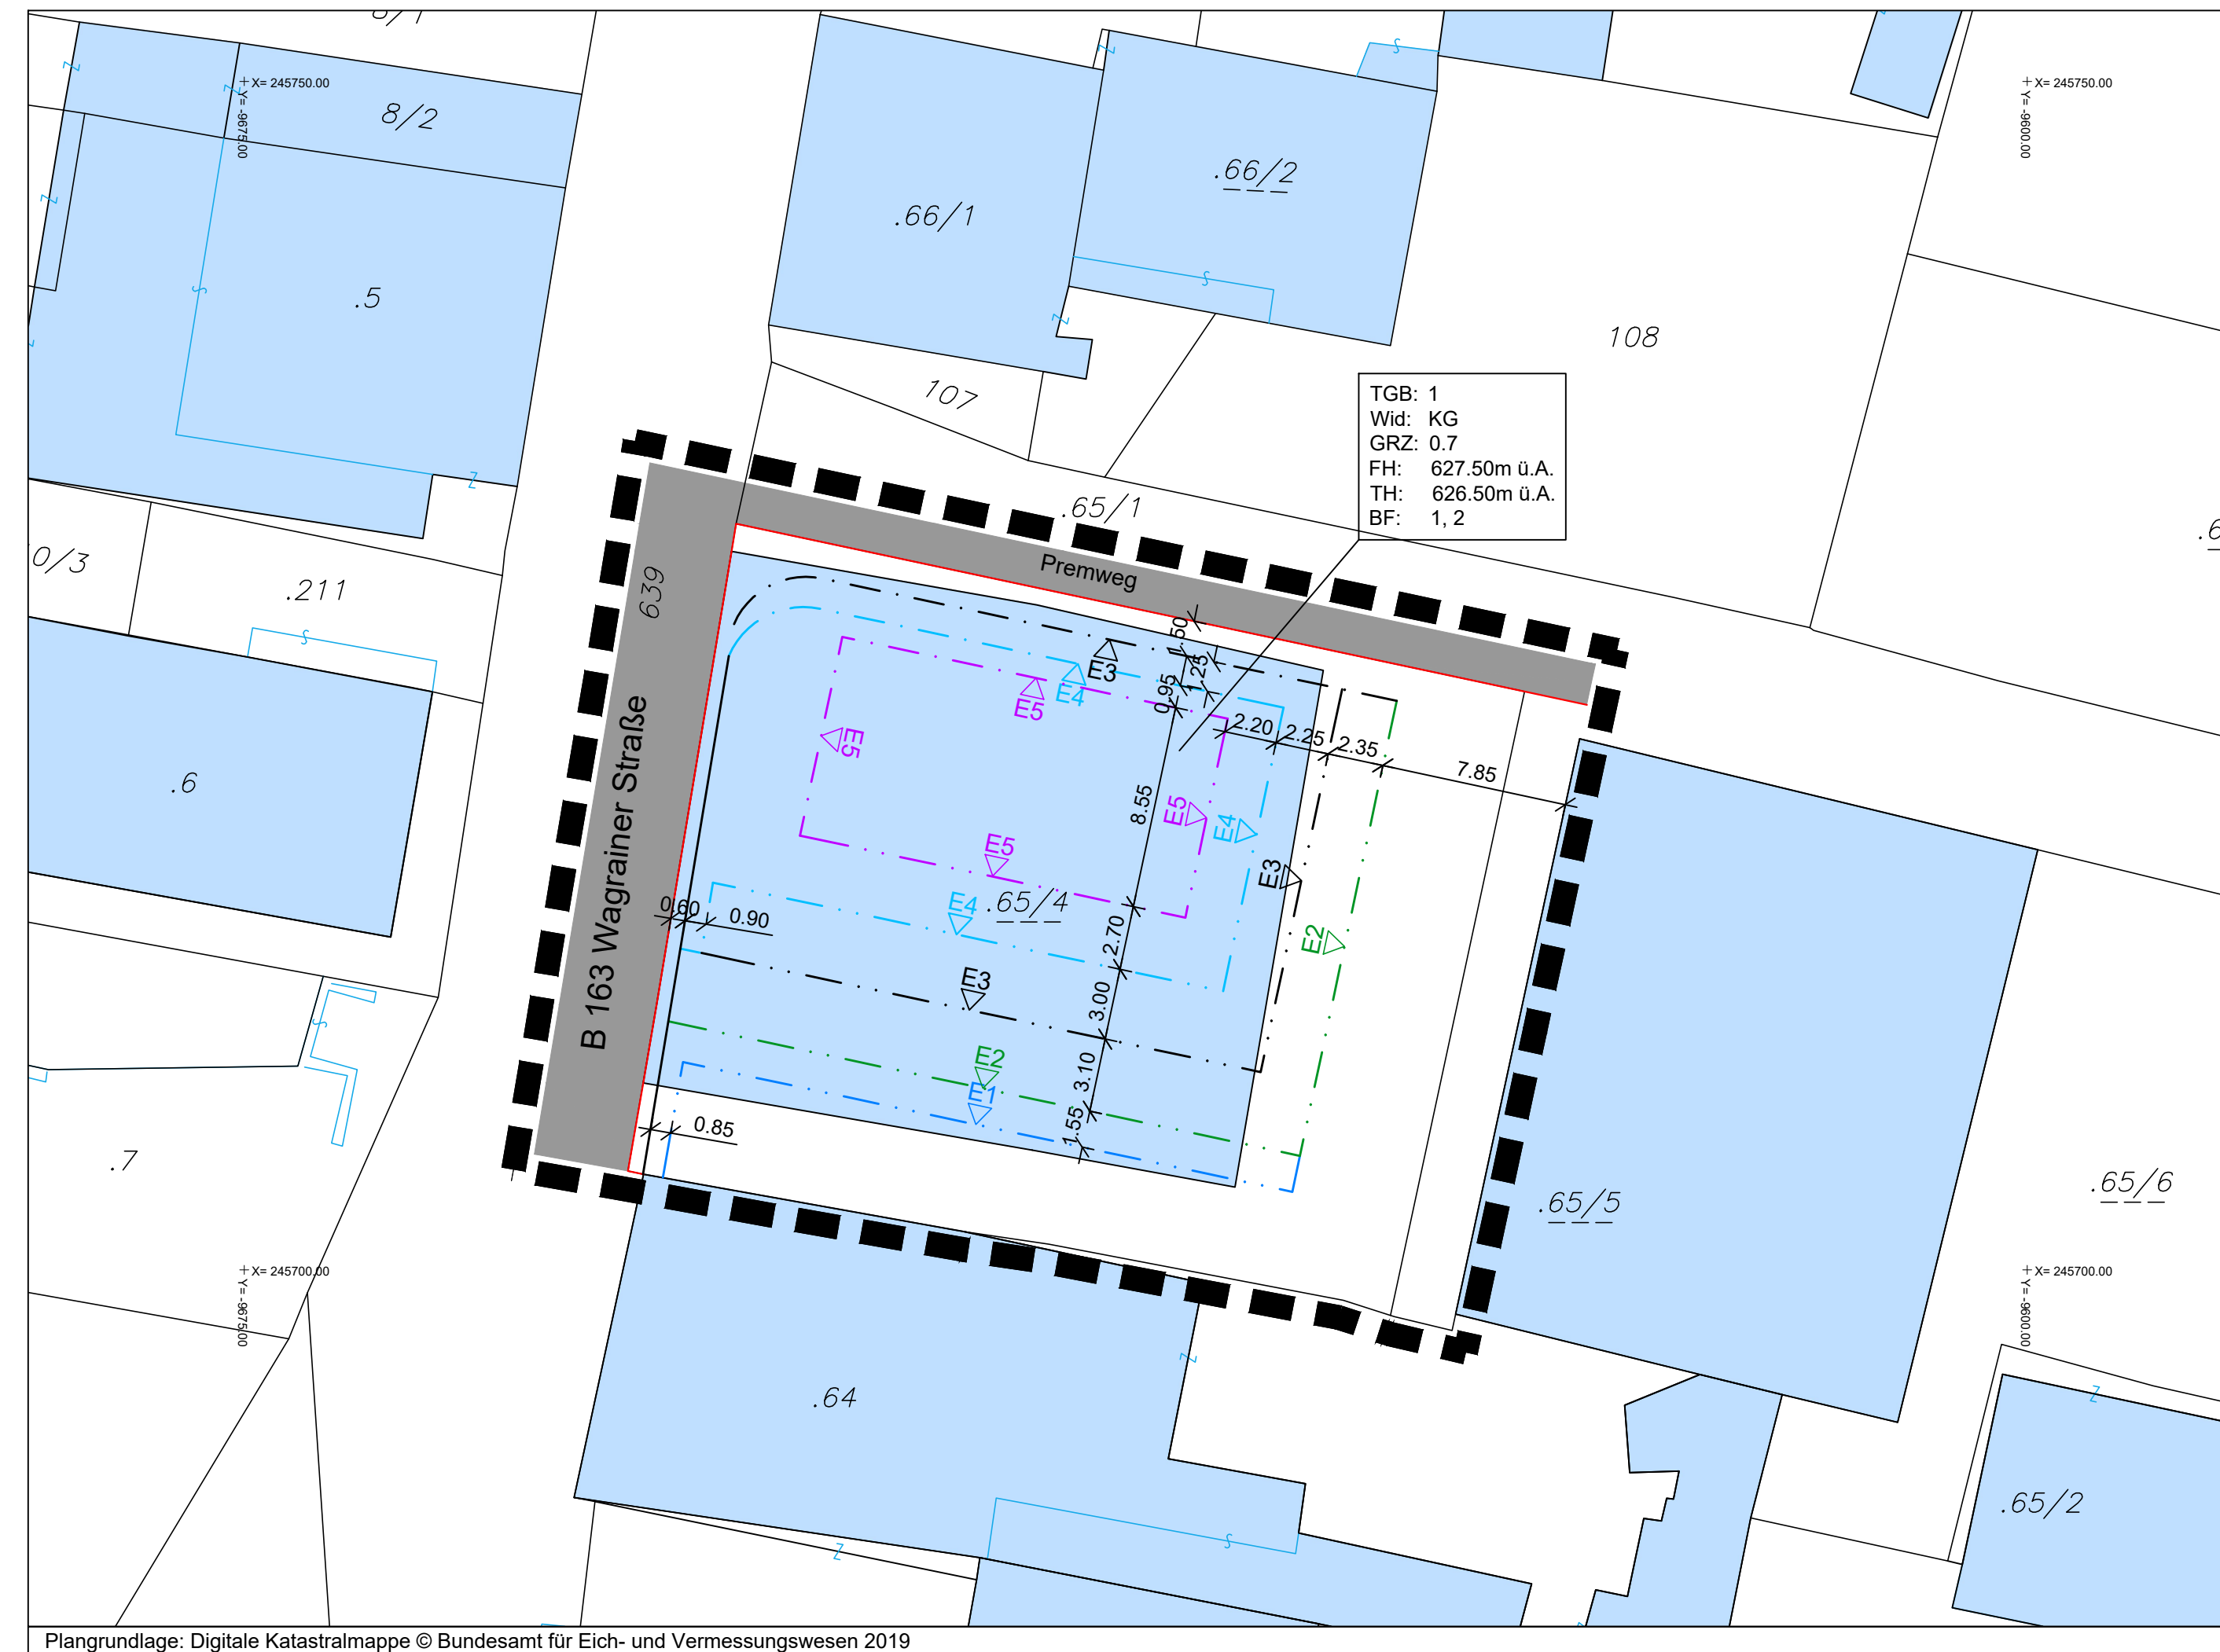 X= 245750.00
Y= -9675.00
X= 245750.00
Y= -9600.00
8/2
.66/2
.66/1
.5
108
107
TGB: 1
Wid: KG
GRZ: 0.7
FH: 627.50m ü.A.
TH: 626.50m ü.A.
BF: 1, 2
.65/1
0/3
.211
639
Premweg
1.50
E3
E4
E5
0.95
1.25
E5
2.20
2.25
2.35
7.85
.6
B 163 Wagrainer Straße
8.55
E5
E4
E5
E3
0.60
0.90
E4
.65/4
2.70
E2
E3
3.00
E2
3.10
E1
1.55
0.85
.7
.65/5
.65/6
X= 245700.00
Y= -9675.00
X= 245700.00
Y= -9600.00
.64
.65/2
Plangrundlage: Digitale Katastralmappe © Bundesamt für Eich- und Vermessungswesen 2019